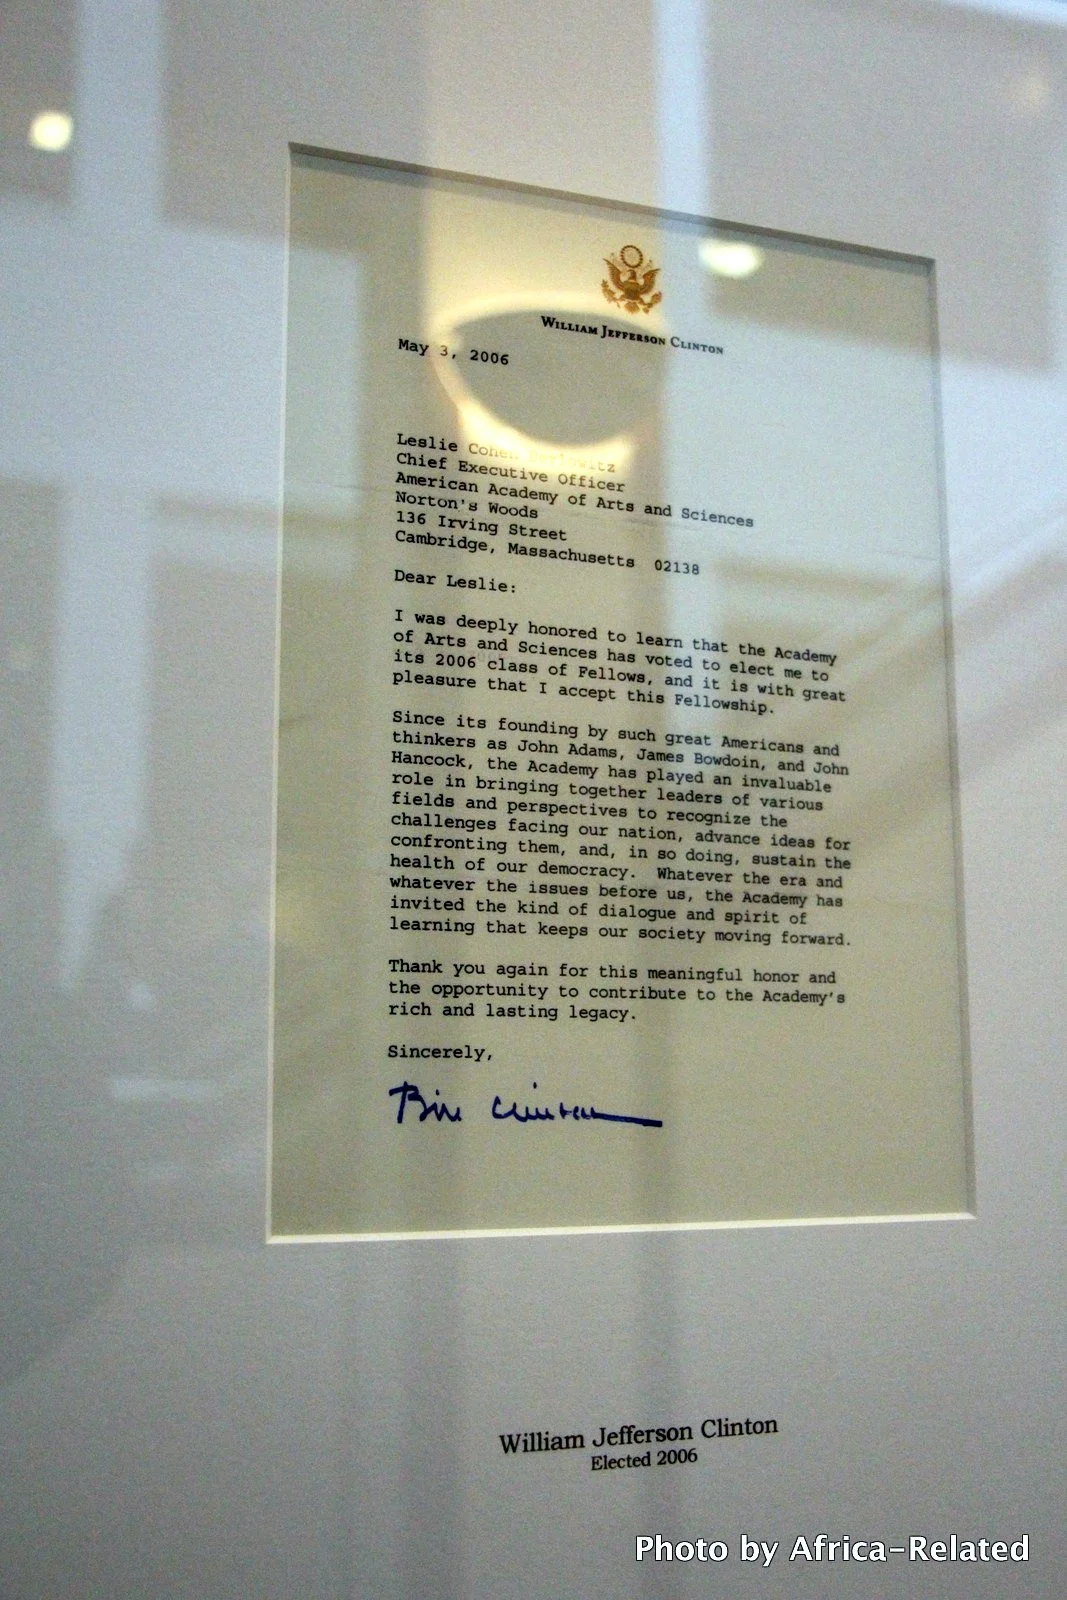 WILLIAM JEFFERSON CLINTON
May 3, 2006
Leslie Cohen
Chief Executive Officer
American Academy of Arts and Sciences
Norton's Woods
136 Irving Street
Cambridge, Massachusetts 02138
Dear Leslie:
I was deeply honored to learn that the Academy
of Arts and Sciences has voted to elect me to
its 2006 class of Fellows, and it is with great
pleasure that I accept this Fellowship.
Since its founding by such great Americans and
thinkers as John Adams, James Bowdoin, and John
Hancock, the Academy has played an invaluable
role in bringing together leaders of various
fields and perspectives to recognize the
challenges facing our nation, advance ideas for
confronting them, and, in so doing, sustain the
health of our democracy. Whatever the era and
whatever the issues before us, the Academy has
invited the kind of dialogue and spirit of
learning that keeps our society moving forward.
Thank you again for this meaningful honor and
the opportunity to contribute to the Academy's
rich and lasting legacy.
Sincerely,
Bill Clinton
William Jefferson Clinton
Elected 2006
Photo by Africa-Related